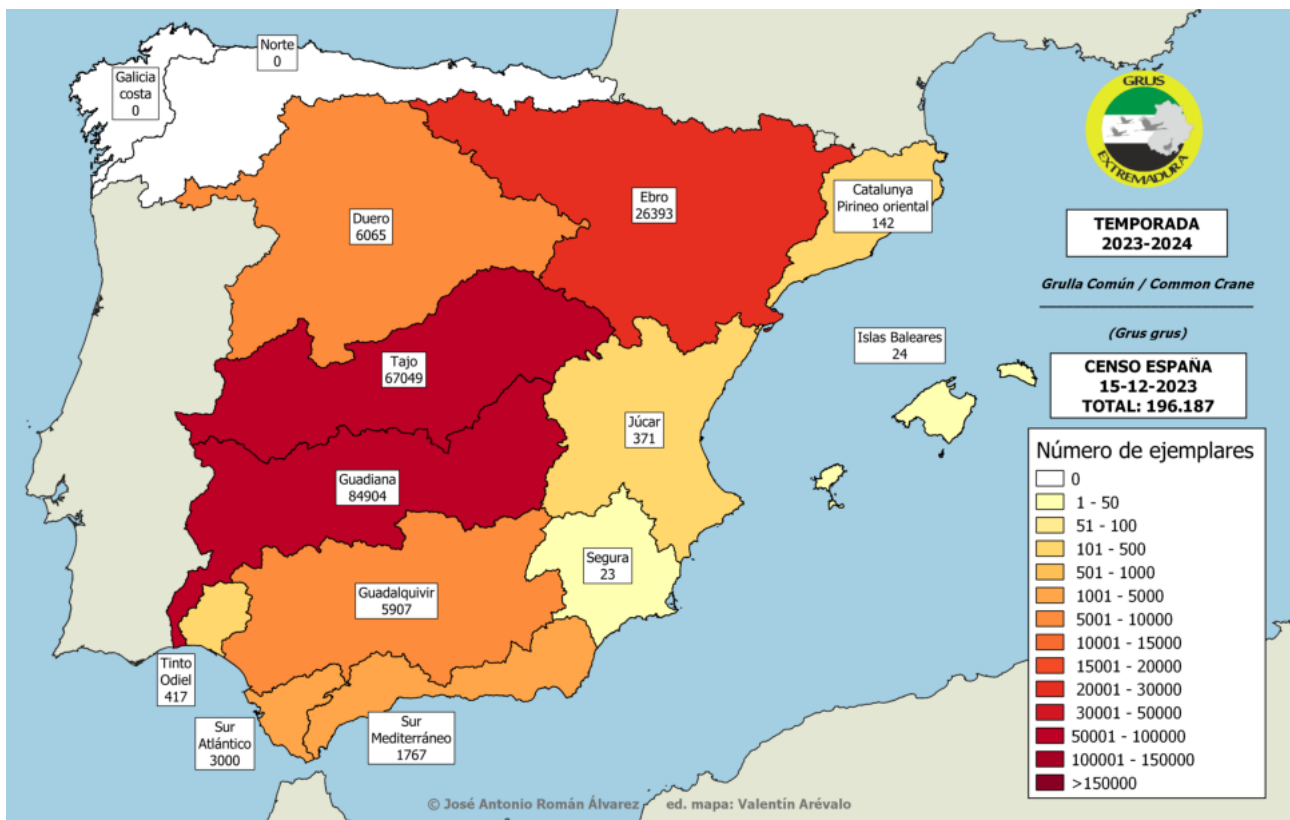 Norte
0
Galicia
costa
0
GRUS
EXTREMADURA
Ebro
26393
Catalunya
Pirineo oriental
142
Duero
6065
TEMPORADA
2023-2024
Grulla Común / Common Crane
(Grus grus)
Islas Baleares
24
CENSO ESPAÑA
15-12-2023
TOTAL: 196.187
Tajo
67049
Júcar
371
Guadiana
84904
Segura
23
Guadalquivir
5907
Tinto
Odiel
417
Sur
Atlántico
3000
Sur
Mediterráneo
1767
Número de ejemplares
0
1 - 50
51 - 100
101 - 500
501 - 1000
1001 - 5000
5001 - 10000
10001 - 15000
15001 - 20000
20001 - 30000
30001 - 50000
50001 - 100000
100001 - 150000
>150000
© José Antonio Román Álvarez ed. mapa: Valentín Arévalo